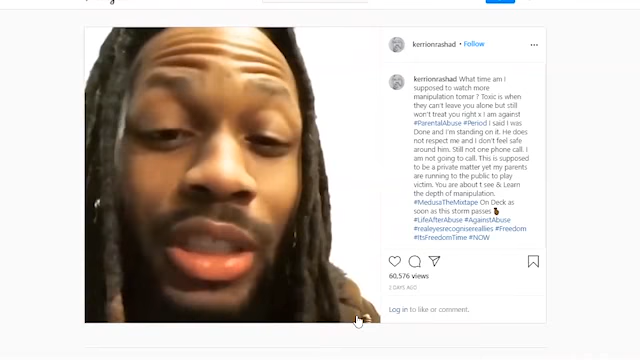 kerrionrashad • Follow
kerrionrashad What time am I
supposed to watch more
manipulation tomar ? Toxic is when
they can't leave you alone but still
won't treat you right x I am against
#ParentalAbuse #Period I said I was
Done and I'm standing on it. He does
not respect me and I don't feel safe
around him. Still not one phone call. I
am not going to call. This is supposed
to be a private matter yet my parents
are running to the public to play
victim. You are about t see & Learn
the depth of manipulation.
#MedusaTheMixtape On Deck as
soon as this storm passes
#LifeAfterAbuse #AgainstAbuse
#realeyesrecognisereallies #Freedom
#ItsFreedomTime #NOW
60,576 views
2 DAYS AGO
Log in to like or comment.